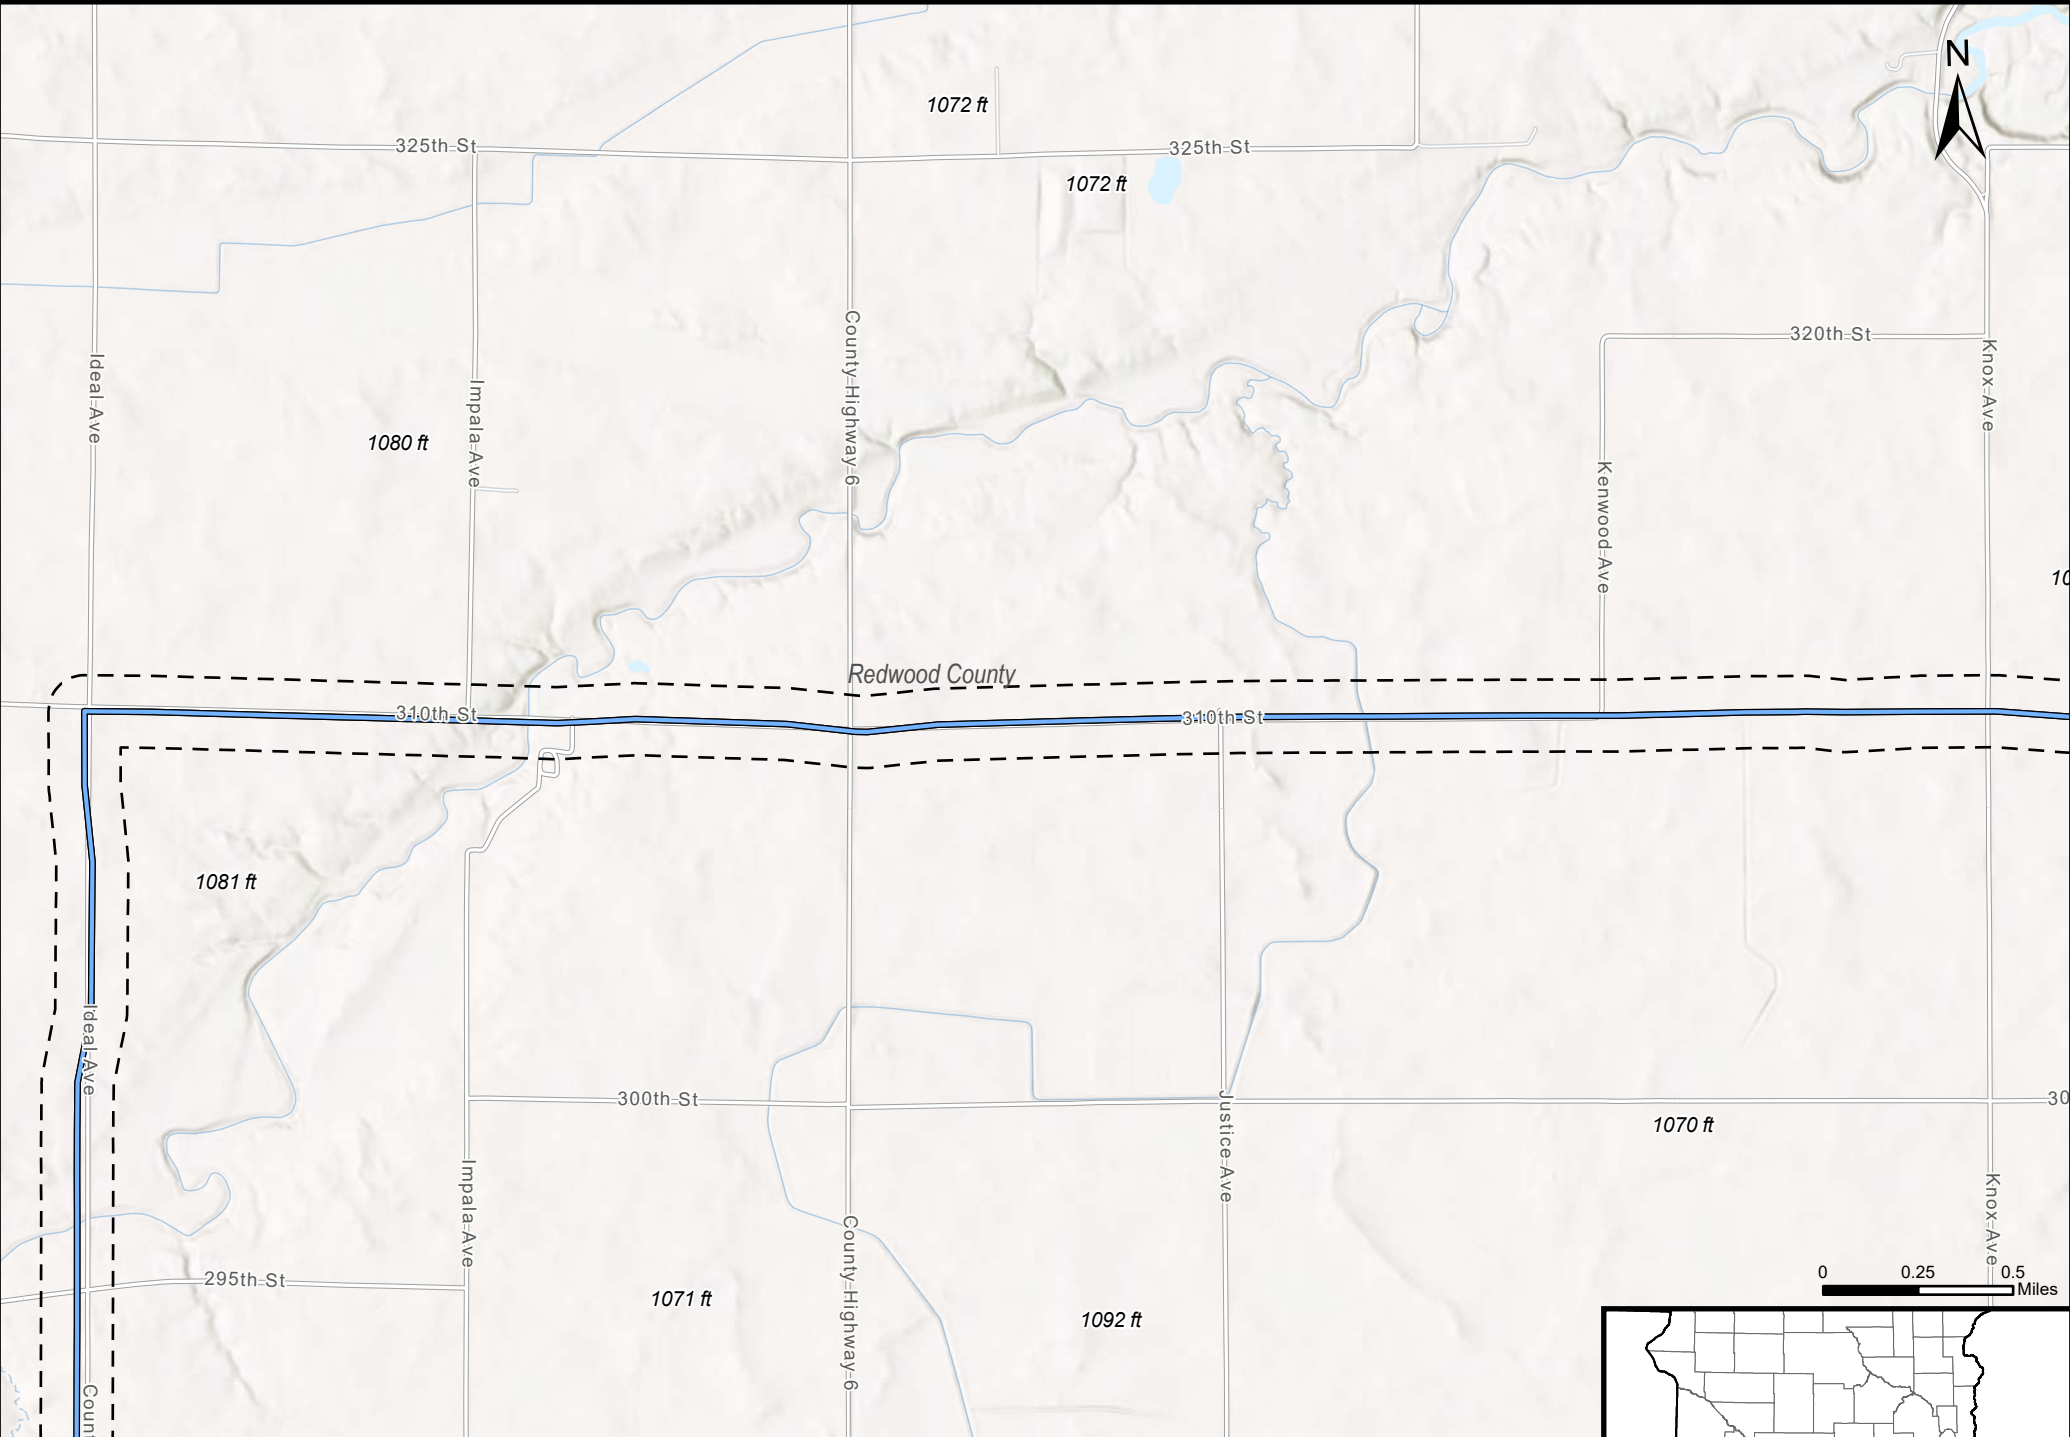 N
1072 ft
325th St
325th St
1072 ft
County Highway 6
320th St
Ideal Ave
Impala Ave
Knox Ave
1080 ft
Kenwood Ave
Redwood County
310th St
310th St
1081 ft
Ideal Ave
300th St
Justice Ave
1070 ft
Impala Ave
Knox Ave
County Highway 6
295th St
0 0.25 0.5
Miles
1071 ft
1092 ft